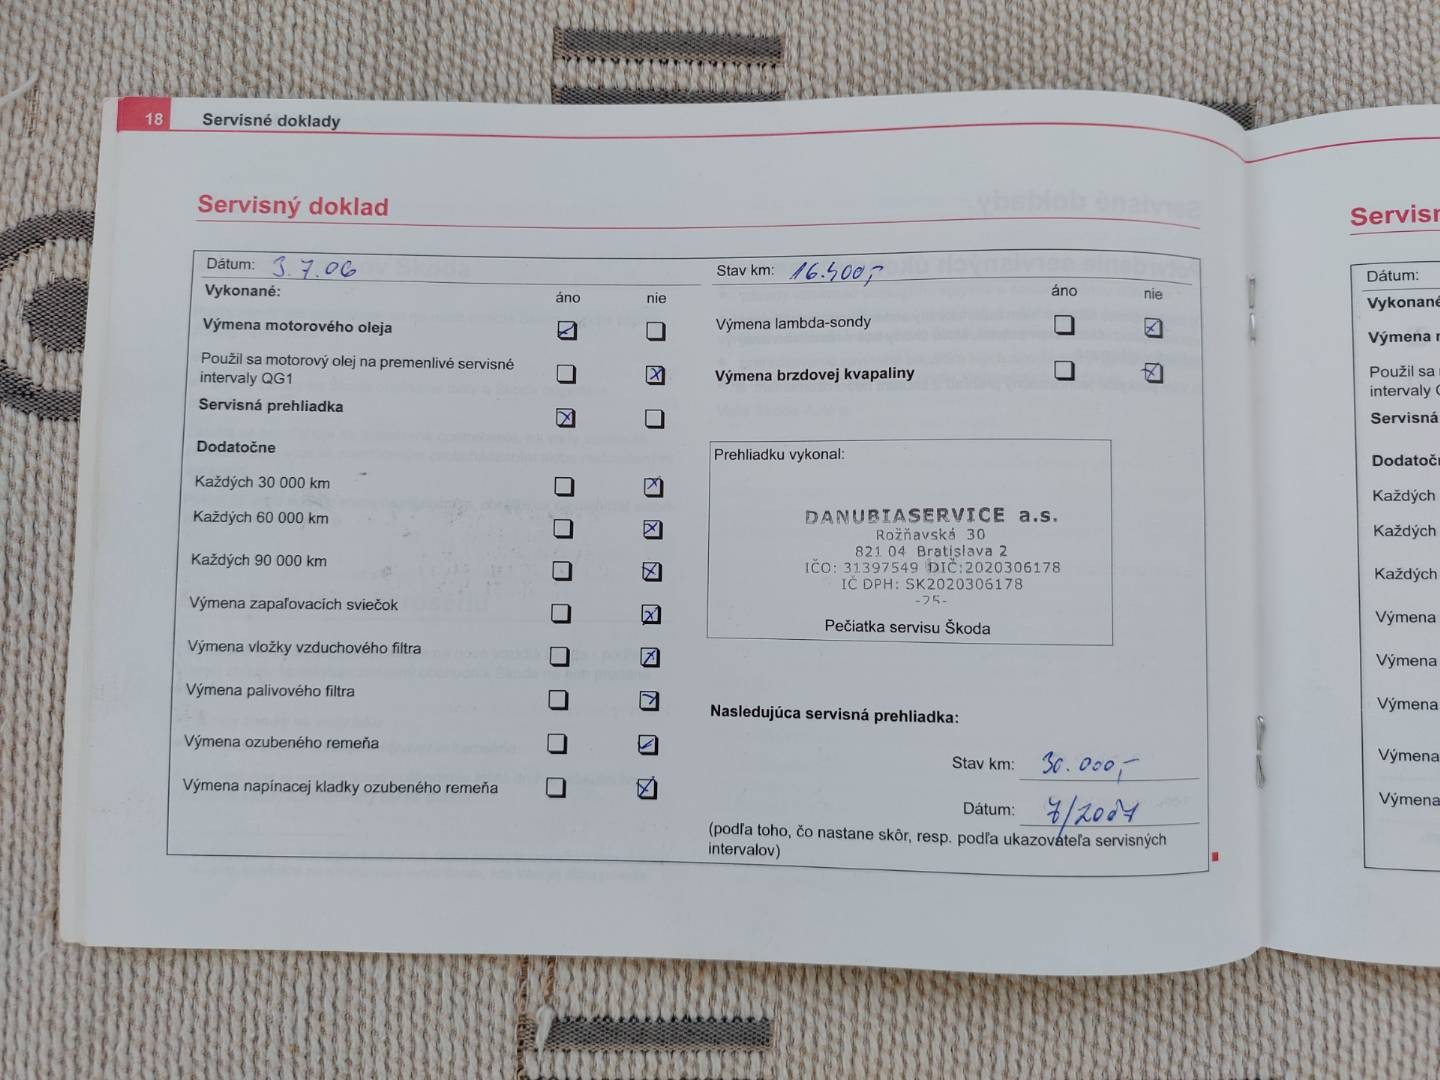 18 Servisné doklady
Servisný doklad
Dátum: 3.7.06
Stav km: 16.400,-
Vykonané:
áno nie
Výmena motorového oleja
Použil sa motorový olej na premenlivé servisné
intervaly QG1
Servisná prehliadka
Dodatočne
Každých 30 000 km
Každých 60 000 km
Každých 90 000 km
Výmena zapaľovacích sviečok
Výmena vložky vzduchového filtra
Výmena palivového filtra
Výmena ozubeného remeňa
Výmena napínacej kladky ozubeného remeňa
áno nie
Výmena lambda-sondy
Výmena brzdovej kvapaliny
Prehliadku vykonal:
DANUBIASERVICE a.s.
Rožňavská 30
821 04 Bratislava 2
IČO: 31397549 DIČ:2020306178
IČ DPH: SK2020306178
-25-
Pečiatka servisu Škoda
Nasledujúca servisná prehliadka:
Stav km: 30.000,-
Dátum: 7/2007
(podľa toho, čo nastane skôr, resp. podľa ukazovateľa servisných
intervalov)
Dátum:
Vykonané
Výmena
Použil sa
intervaly
Servisná
Každých
Každých
Každých
Výmena
Výmena
Výmena
Výmena
Výmena